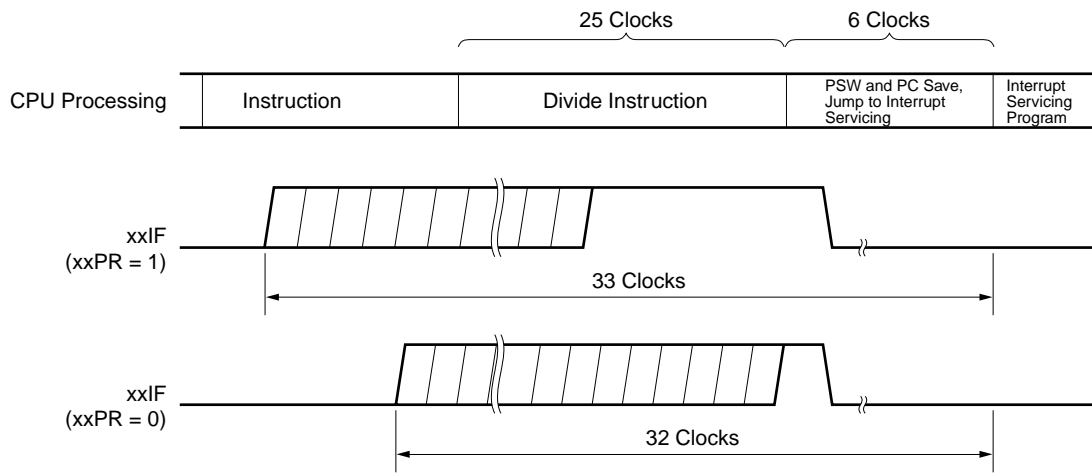 25 Clocks
6 Clocks
CPU Processing
Instruction
Divide Instruction
PSW and PC Save,
Jump to Interrupt
Servicing
Interrupt
Servicing
Program
xxIF
(xxPR = 1)
33 Clocks
xxIF
(xxPR = 0)
32 Clocks